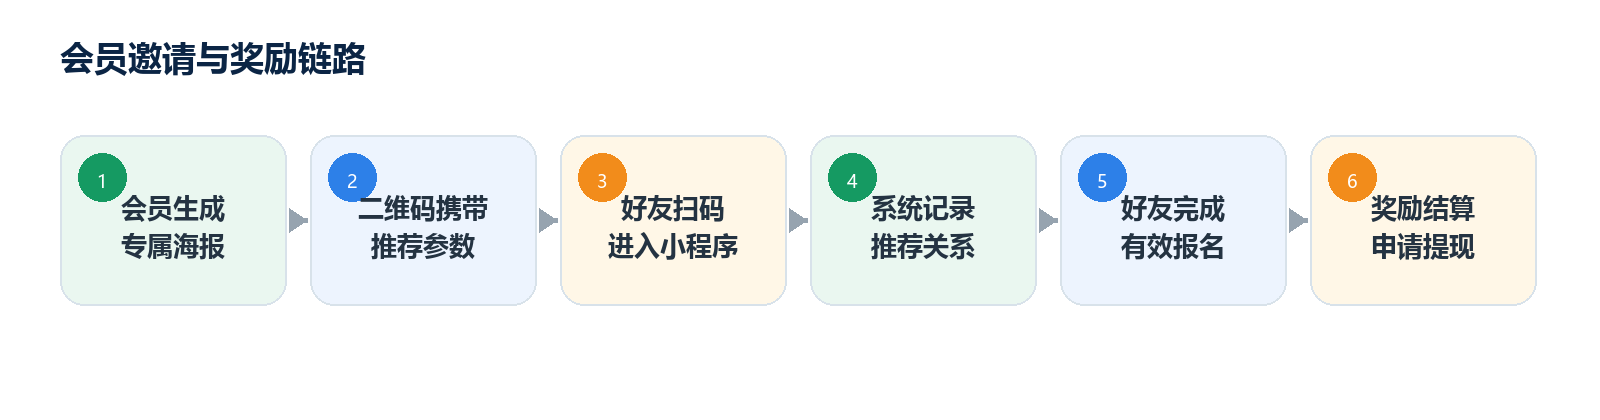 会员邀请与奖励链路
1
会员生成
专属海报
2
二维码携带
推荐参数
3
好友扫码
进入小程序
4
系统记录
推荐关系
5
好友完成
有效报名
6
奖励结算
申请提现